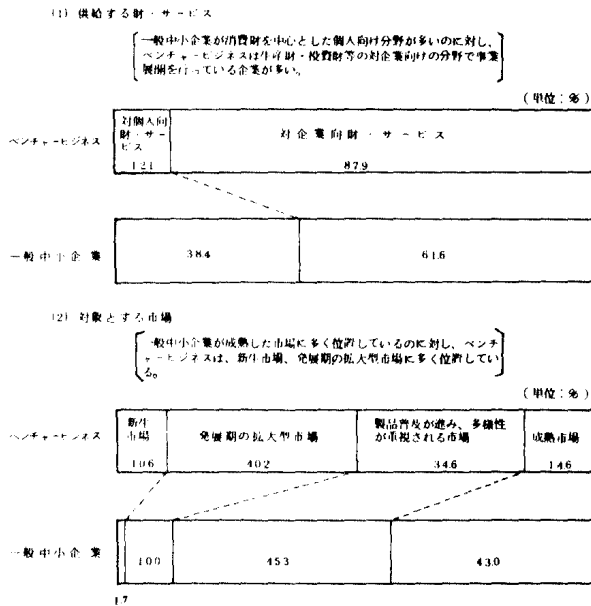 (1) 供給する財・サービス
一般中小企業が消費財を中心とした個人向け分野が多いのに対し、
ベンチャービジネスは生産財・投資財等の対企業向けの分野で事業
展開を行っている企業が多い。
(単位:%)
ベンチャービジネス
対個人向
財・サー
ビス
12.1
対企業向財・サービス
87.9
一般中小企業
38.4
61.6
(2) 対象とする市場
一般中小企業が成熟した市場に多く位置しているのに対し、ベンチ
ャービジネスは、新生市場、発展期の拡大型市場に多く位置してい
る。
(単位:%)
ベンチャービジネス
新生
市場
10.6
発展期の拡大型市場
40.2
製品普及が進み、多様性
が重視される市場
34.6
成熟市場
14.6
一般中小企業
10.0
45.3
43.0
1.7